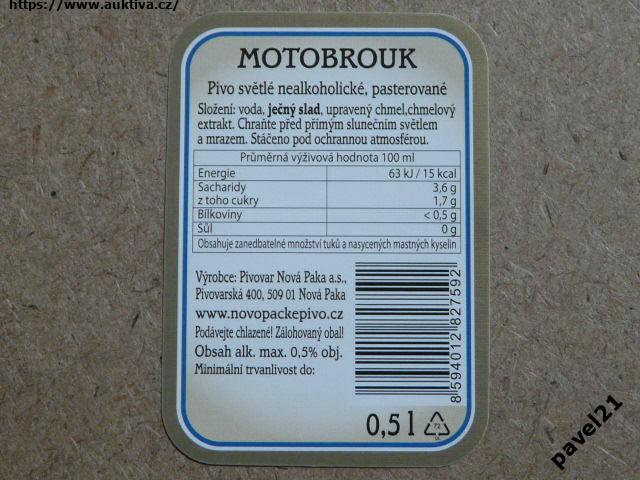 https://www.auktiva.cz/
MOTOBROUK
Pivo světlé nealkoholické, pasterované
Složení: voda, ječný slad, upravený chmel,chmelový
extrakt. Chraňte před přímým slunečním světlem
a mrazem. Stáčeno pod ochrannou atmosférou.
Průměrná výživová hodnota 100 ml
Energie 63 kJ / 15 kcal
Sacharidy 3,6 g
z toho cukry 1,7 g
Bílkoviny < 0,5 g
Sůl 0 g
Obsahuje zanedbatelné množství tuků a nasycených mastných kyselin
Výrobce: Pivovar Nová Paka a.s.,
Pivovarská 400, 509 01 Nová Paka
www.novopackepivo.cz
Podávejte chlazené! Zálohovaný obal!
Obsah alk. max. 0,5% obj.
Minimální trvanlivost do:
8 594012 827592
0,5 l
pavel21